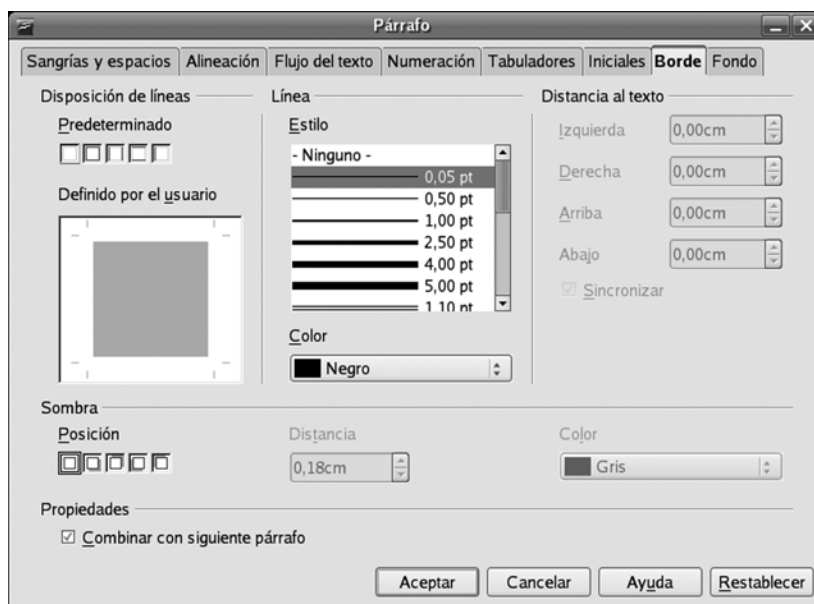 Párrafo
Sangrías y espacios Alineación Flujo del texto Numeración Tabuladores Iniciales Borde Fondo
Disposición de líneas
Predeterminado
Definido por el usuario
Línea
Estilo
- Ninguno -
0,05 pt
0,50 pt
1,00 pt
2,50 pt
4,00 pt
5,00 pt
1,10 pt
Color
Negro
Distancia al texto
Izquierda 0,00cm
Derecha 0,00cm
Arriba 0,00cm
Abajo 0,00cm
Sincronizar
Sombra
Posición
Distancia
0,18cm
Color
Gris
Propiedades
Combinar con siguiente párrafo
Aceptar Cancelar Ayuda Restablecer